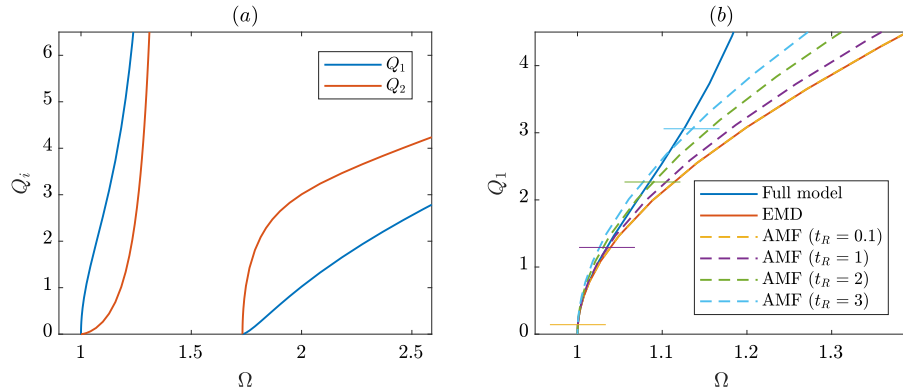 (a)
6
5
4
3
2
1
0
Q_i
1
1.5
2
2.5
Ω
Q_1
Q_2
(b)
4
3
2
1
0
Q_1
1
1.1
1.2
1.3
Ω
Full model
EMD
AMF (t_R = 0.1)
AMF (t_R = 1)
AMF (t_R = 2)
AMF (t_R = 3)